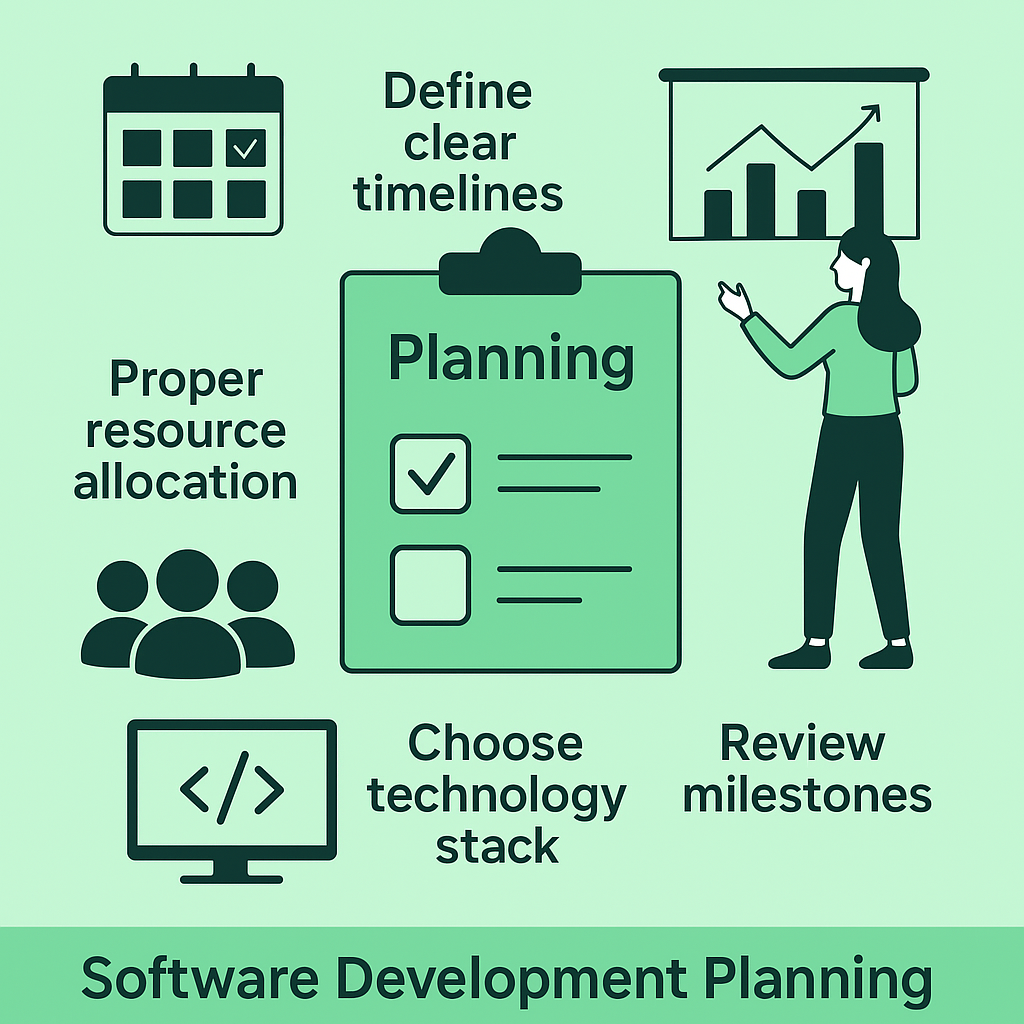 Define
clear
timelines
Planning
Proper
resource
allocation
</>
Choose
technology
stack
Review
milestones
Software Development Planning